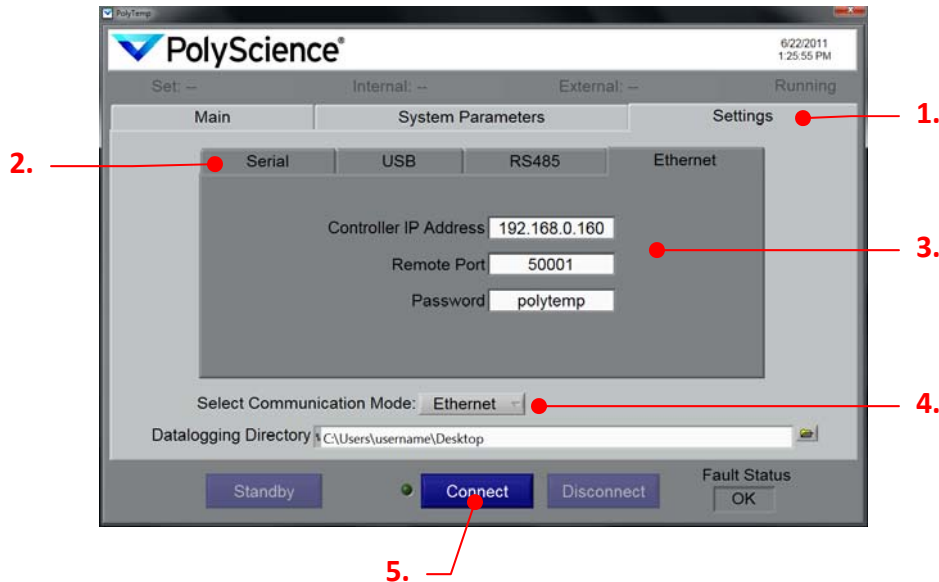 PolyTemp
PolyScience®
6/22/2011
1:25:55 PM
Set: --
Internal: --
External: --
Running
Main
System Parameters
Settings
1.
2.
Serial
USB
RS485
Ethernet
Controller IP Address 192.168.0.160
3.
Remote Port 50001
Password polytemp
Select Communication Mode: Ethernet
4.
Datalogging Directory C:\Users\username\Desktop
Standby
Connect
Disconnect
Fault Status
OK
5.